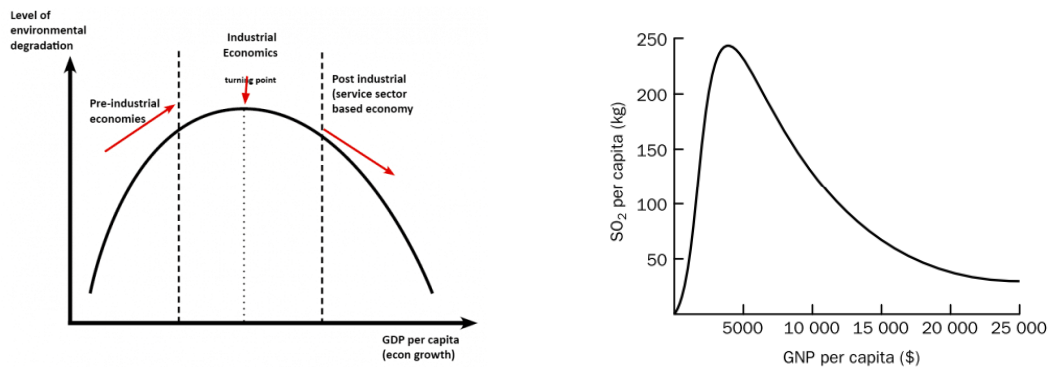 Level of
environmental
degradation
Industrial
Economics
turning point
Pre-industrial
economies
Post industrial
(service sector
based economy
GDP per capita
(econ growth)
SO2 per capita (kg)
250
200
150
100
50
5000
10 000
15 000
20 000
25 000
GNP per capita ($)